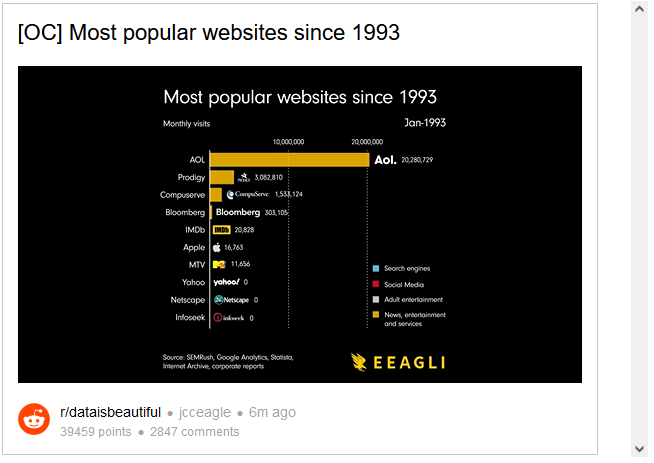 [OC] Most popular websites since 1993
Most popular websites since 1993
Monthly visits
Jan-1993
10,000,000 20,000,000
AOL Aol. 20,280,729
Prodigy 3,082,810
Compuserve CompuServe 1,533,124
Bloomberg Bloomberg 303,105
IMDb IMDb 20,828
Apple 16,763
MTV 11,656
Yahoo yahoo! 0
Netscape Netscape 0
Infoseek infoseek 0
Search engines
Social Media
Adult entertainment
News, entertainment
and services
Source: SEMRush, Google Analytics, Statista,
Internet Archive, corporate reports
EEAGLI
r/dataisbeautiful ● jcceagle ● 6m ago
39459 points ● 2847 comments